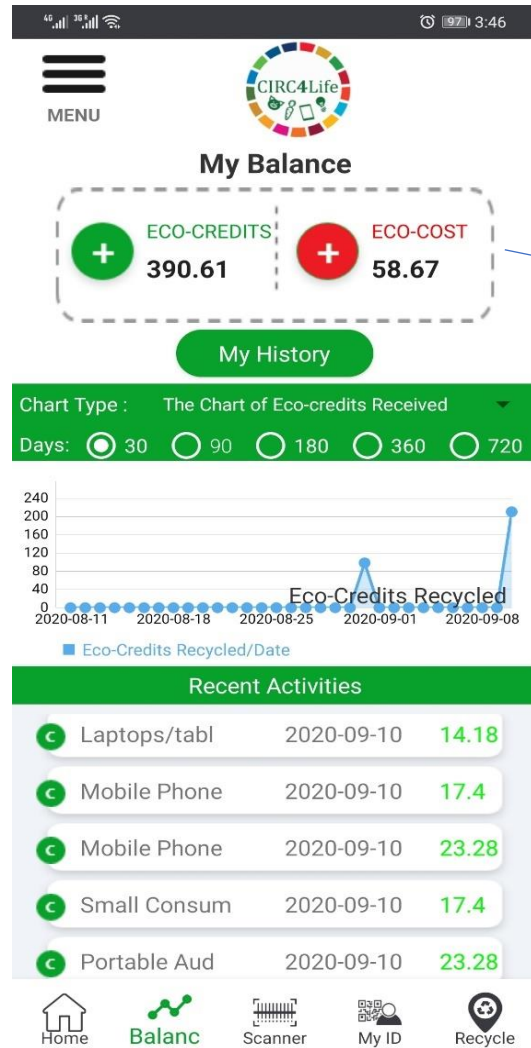 4G 36 97 3:46
MENU
CIRC4Life
My Balance
ECO-CREDITS ECO-COST
+ 390.61 + 58.67
My History
Chart Type : The Chart of Eco-credits Received
Days: 30 90 180 360 720
240
200
160
120
80
40
0
Eco-Credits Recycled
2020-08-11 2020-08-18 2020-08-25 2020-09-01 2020-09-08
Eco-Credits Recycled/Date
Recent Activities
C Laptops/tabl 2020-09-10 14.18
C Mobile Phone 2020-09-10 17.4
C Mobile Phone 2020-09-10 23.28
C Small Consum 2020-09-10 17.4
C Portable Aud 2020-09-10 23.28
Home Balanc Scanner My ID Recycle